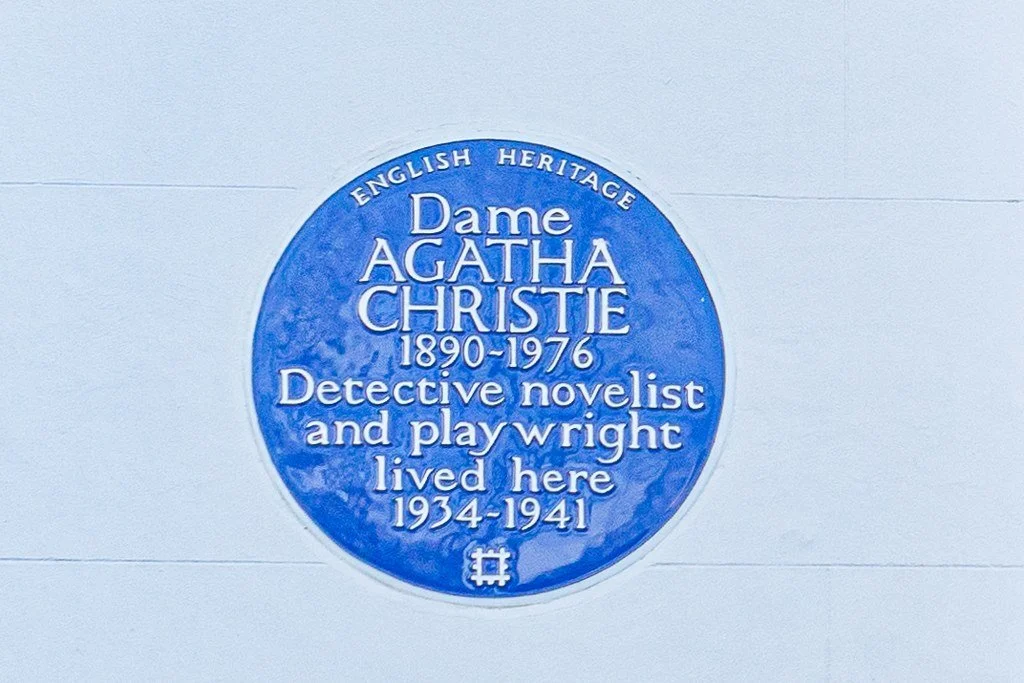 ENGLISH HERITAGE
Dame
AGATHA
CHRISTIE
1890-1976
Detective novelist
and playwright
lived here
1934-1941